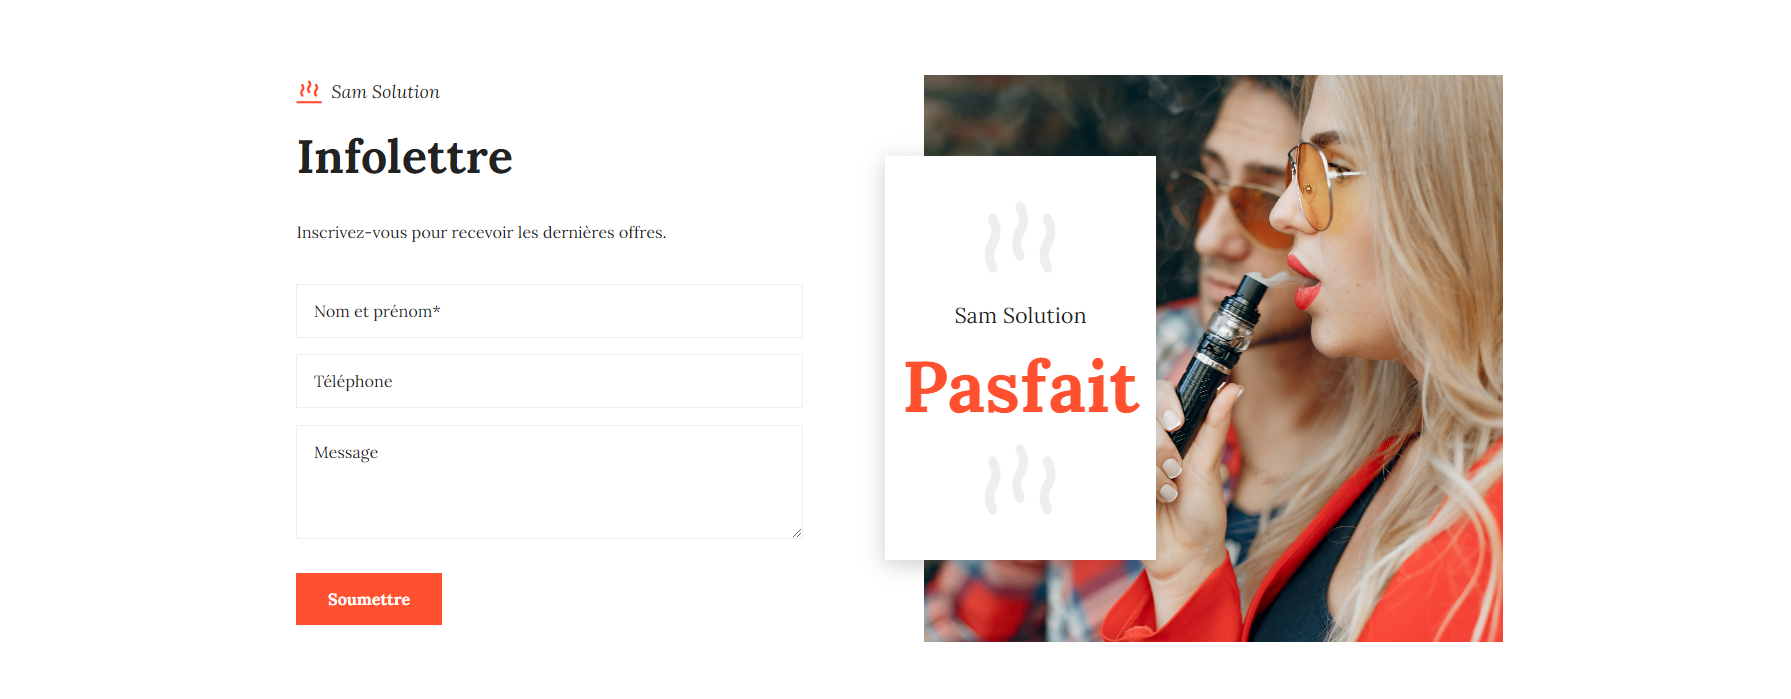 Sam Solution
Infolettre
Inscrivez-vous pour recevoir les dernières offres.
Nom et prénom*
Téléphone
Message
Soumettre
Sam Solution
Pasfait